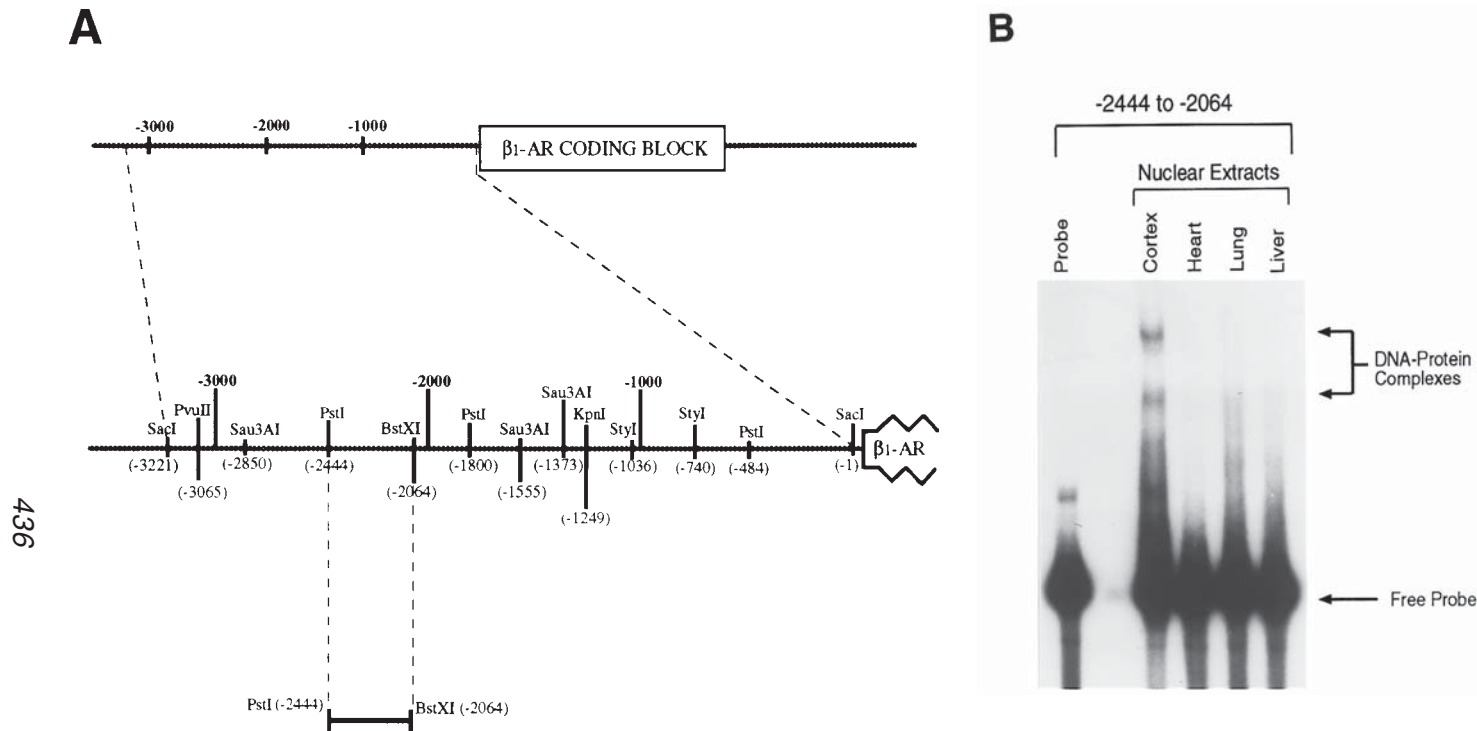 A
-3000 -2000 -1000
β1-AR CODING BLOCK
-3000 -2000 -1000
Sau3AI
PvuII PstI PstI KpnI StyI SacI
SacI Sau3AI BstXI Sau3AI StyI PstI
β1-AR
(-3221) (-2850) (-2444) (-1800) (-1373) (-1036) (-740) (-484) (-1)
(-3065) (-2064) (-1555)
(-1249)
436
PstI (-2444) BstXI (-2064)
B
-2444 to -2064
Nuclear Extracts
Probe
Cortex
Heart
Lung
Liver
DNA-Protein
Complexes
Free Probe